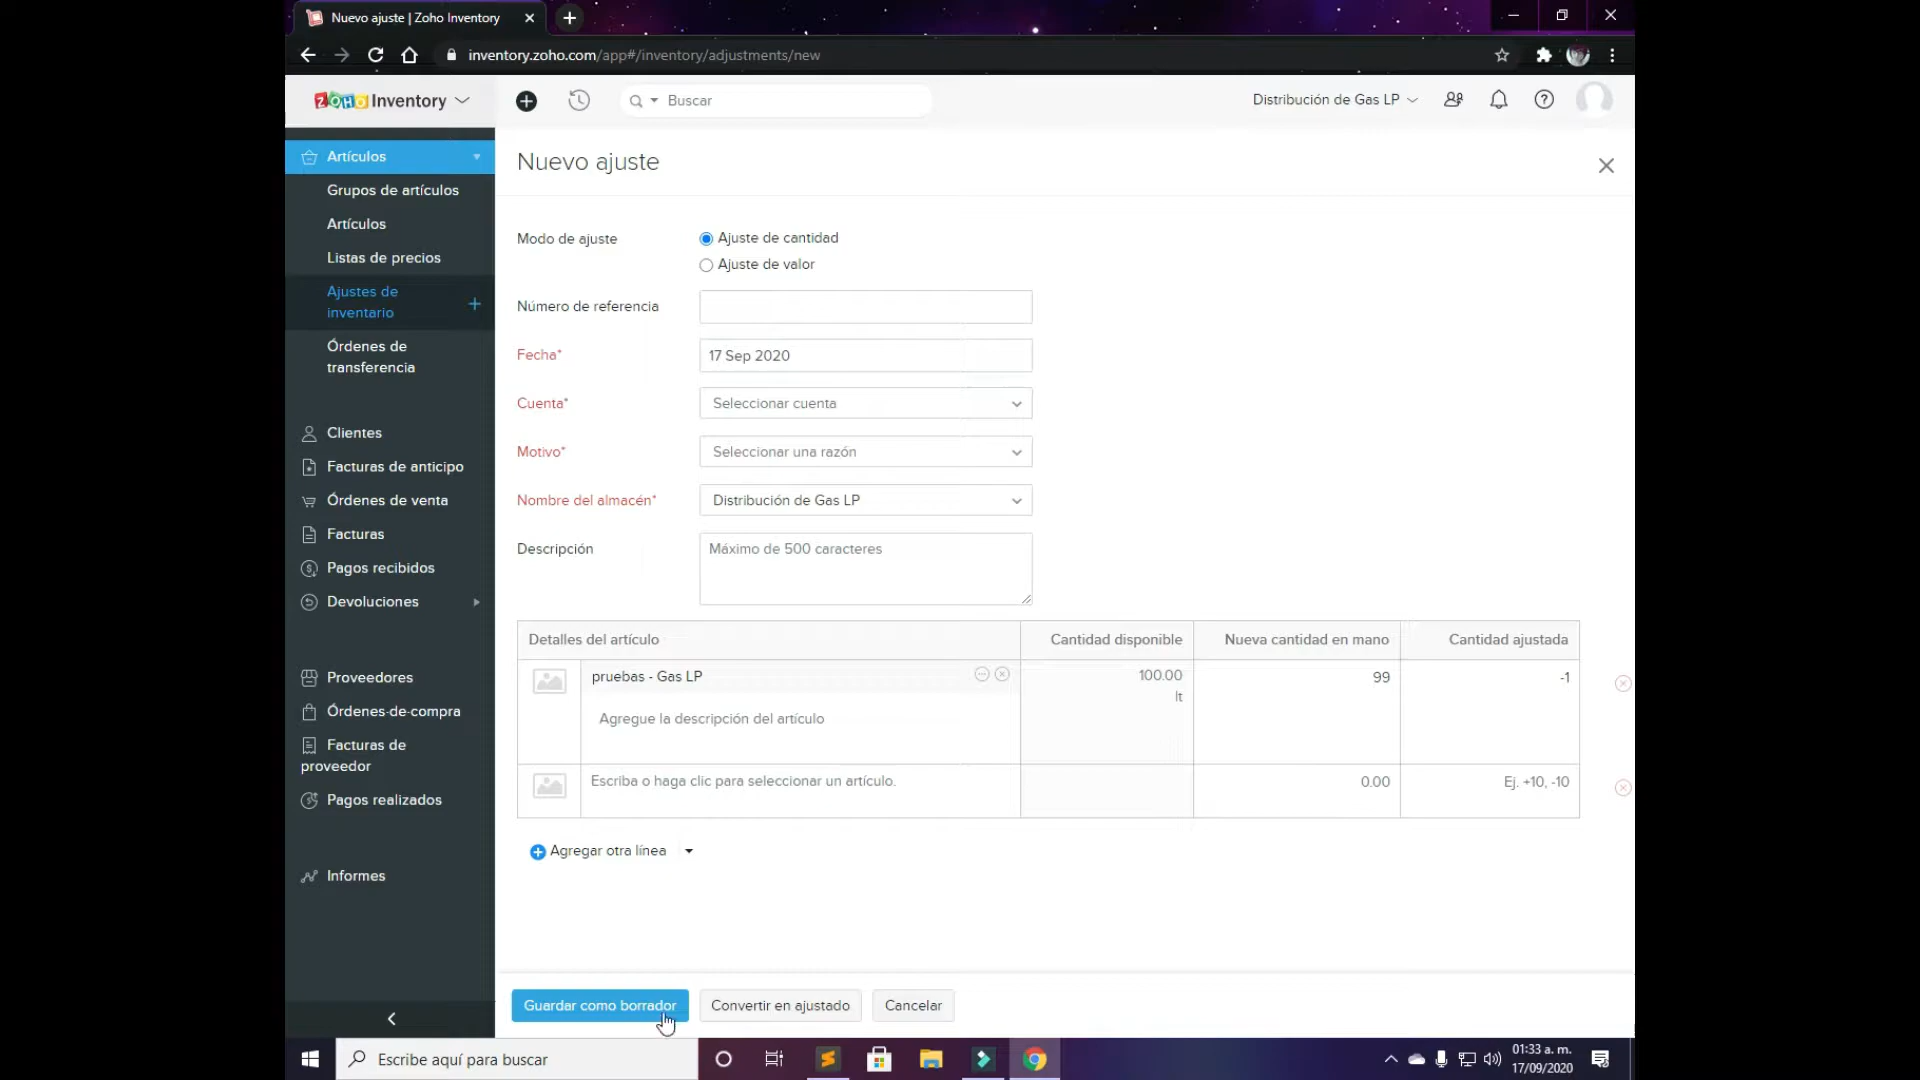 Nuevo ajuste | Zoho Inventory
inventory.zoho.com/app#/inventory/adjustments/new
ZOHO Inventory
Buscar
Distribución de Gas LP
Artículos
Grupos de artículos
Artículos
Listas de precios
Ajustes de
inventario
Órdenes de
transferencia
Clientes
Facturas de anticipo
Órdenes de venta
Facturas
Pagos recibidos
Devoluciones
Proveedores
Órdenes-de-compra
Facturas de
proveedor
Pagos realizados
Informes
Nuevo ajuste
Modo de ajuste
Ajuste de cantidad
Ajuste de valor
Número de referencia
Fecha*
17 Sep 2020
Cuenta*
Seleccionar cuenta
Motivo*
Seleccionar una razón
Nombre del almacén*
Distribución de Gas LP
Descripción
Máximo de 500 caracteres
Detalles del artículo
Cantidad disponible
Nueva cantidad en mano
Cantidad ajustada
pruebas - Gas LP
100.00
lt
99
-1
Agregue la descripción del artículo
Escriba o haga clic para seleccionar un artículo.
0.00
Ej. +10, -10
Agregar otra línea
Guardar como borrador
Convertir en ajustado
Cancelar
Escribe aquí para buscar
01:33 a. m.
17/09/2020